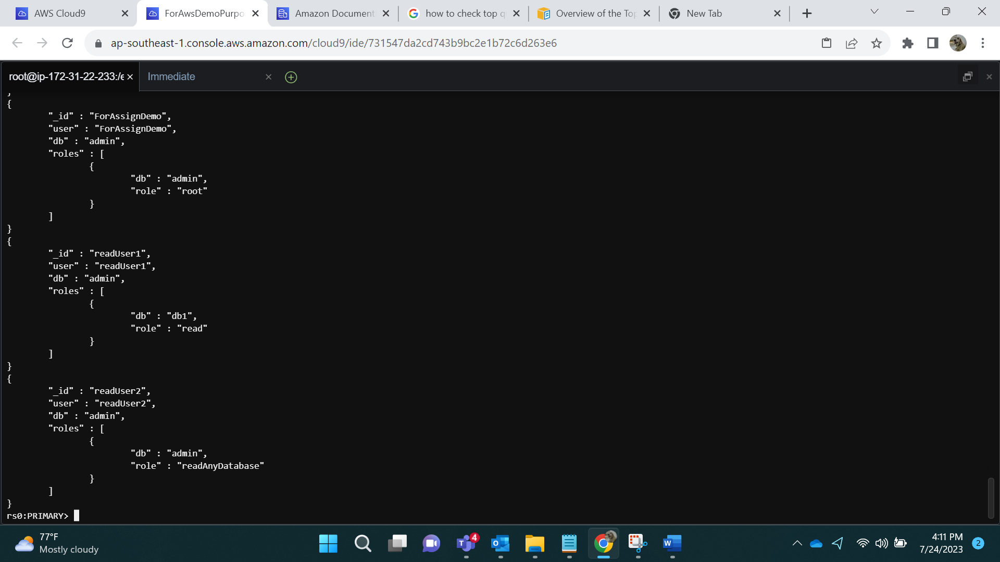 AWS Cloud9
ForAwsDemoPurpo
Amazon Document
how to check top q
Overview of the Top
New Tab
ap-southeast-1.console.aws.amazon.com/cloud9/ide/731547da2cd743b9bc2e1b72c6d263e6
root@ip-172-31-22-233:/e
Immediate
}
{
"_id" : "ForAssignDemo",
"user" : "ForAssignDemo",
"db" : "admin",
"roles" : [
{
"db" : "admin",
"role" : "root"
}
]
}
{
"_id" : "readUser1",
"user" : "readUser1",
"db" : "admin",
"roles" : [
{
"db" : "db1",
"role" : "read"
}
]
}
{
"_id" : "readUser2",
"user" : "readUser2",
"db" : "admin",
"roles" : [
{
"db" : "admin",
"role" : "readAnyDatabase"
}
]
}
rs0:PRIMARY>
77°F
Mostly cloudy
4
4:11 PM
7/24/2023
2